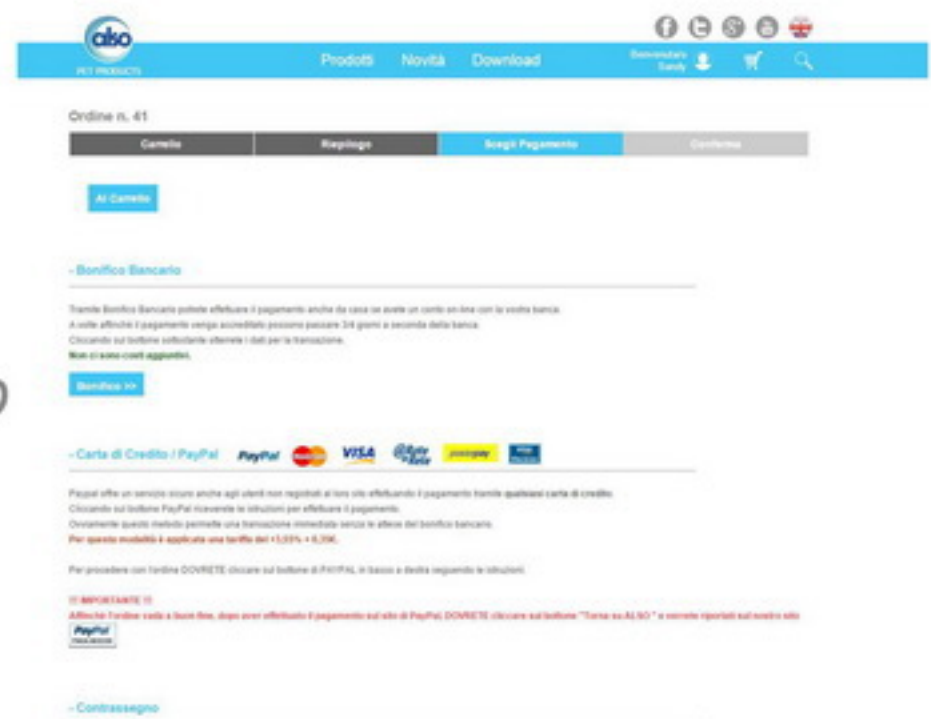 also
PET PRODUCTS
Prodotti Novità Download
Benvenuta/o
Sandy
Ordine n. 41
Carrello Riepilogo Scegli Pagamento Conferma
Al Carrello
- Bonifico Bancario
Tramite Bonifico Bancario potrete effettuare il pagamento anche da casa se avete un conto on-line con la vostra banca.
A volte affinchè il pagamento venga accreditato possono passare 3/4 giorni a seconda della banca.
Cliccando sul bottone sottostante otterrete i dati per la transazione.
Non ci sono costi aggiuntivi.
Bonifico >>
- Carta di Credito / PayPal PayPal MasterCard VISA postepay
Paypal offre un servizio sicuro anche agli utenti non registrati al loro sito effettuando il pagamento tramite qualsiasi carta di credito.
Cliccando sul bottone PayPal riceverete le istruzioni per effettuare il pagamento.
Ovviamente questo metodo permette una transazione immediata senza le attese del bonifico bancario.
Per questa modalità è applicata una tariffa del
Per procedere con l'ordine DOVRETE cliccare sul bottone di PAYPAL in basso a destra seguendo le istruzioni.
!!! IMPORTANTE !!!
Affinchè l'ordine vada a buon fine, dopo aver effettuato il pagamento sul sito di PayPal, DOVRETE cliccare sul bottone "Torna su ALSO" e verrete riportati sul nostro sito
PayPal
- Contrassegno